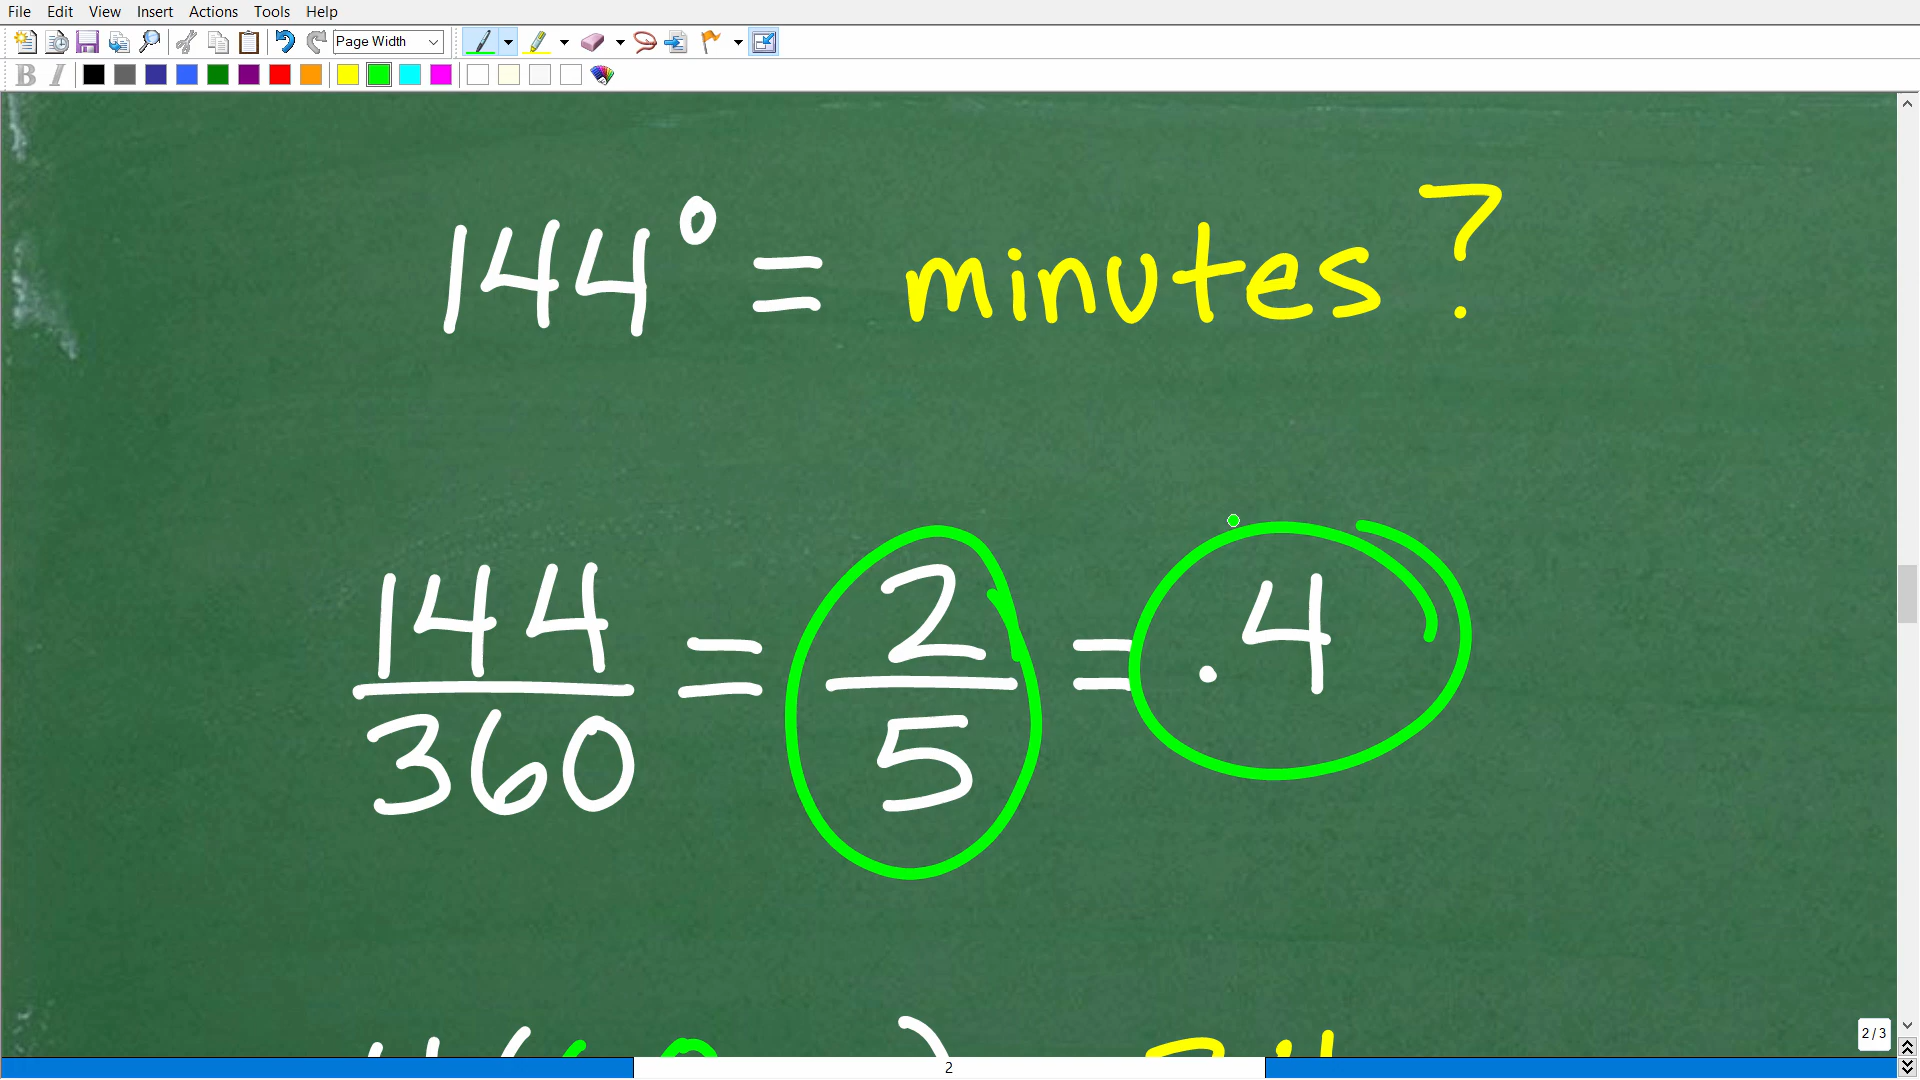 File Edit View Insert Actions Tools Help
Page Width
B I
144° = minutes?
144/360 = 2/5 = .4
2/3
2